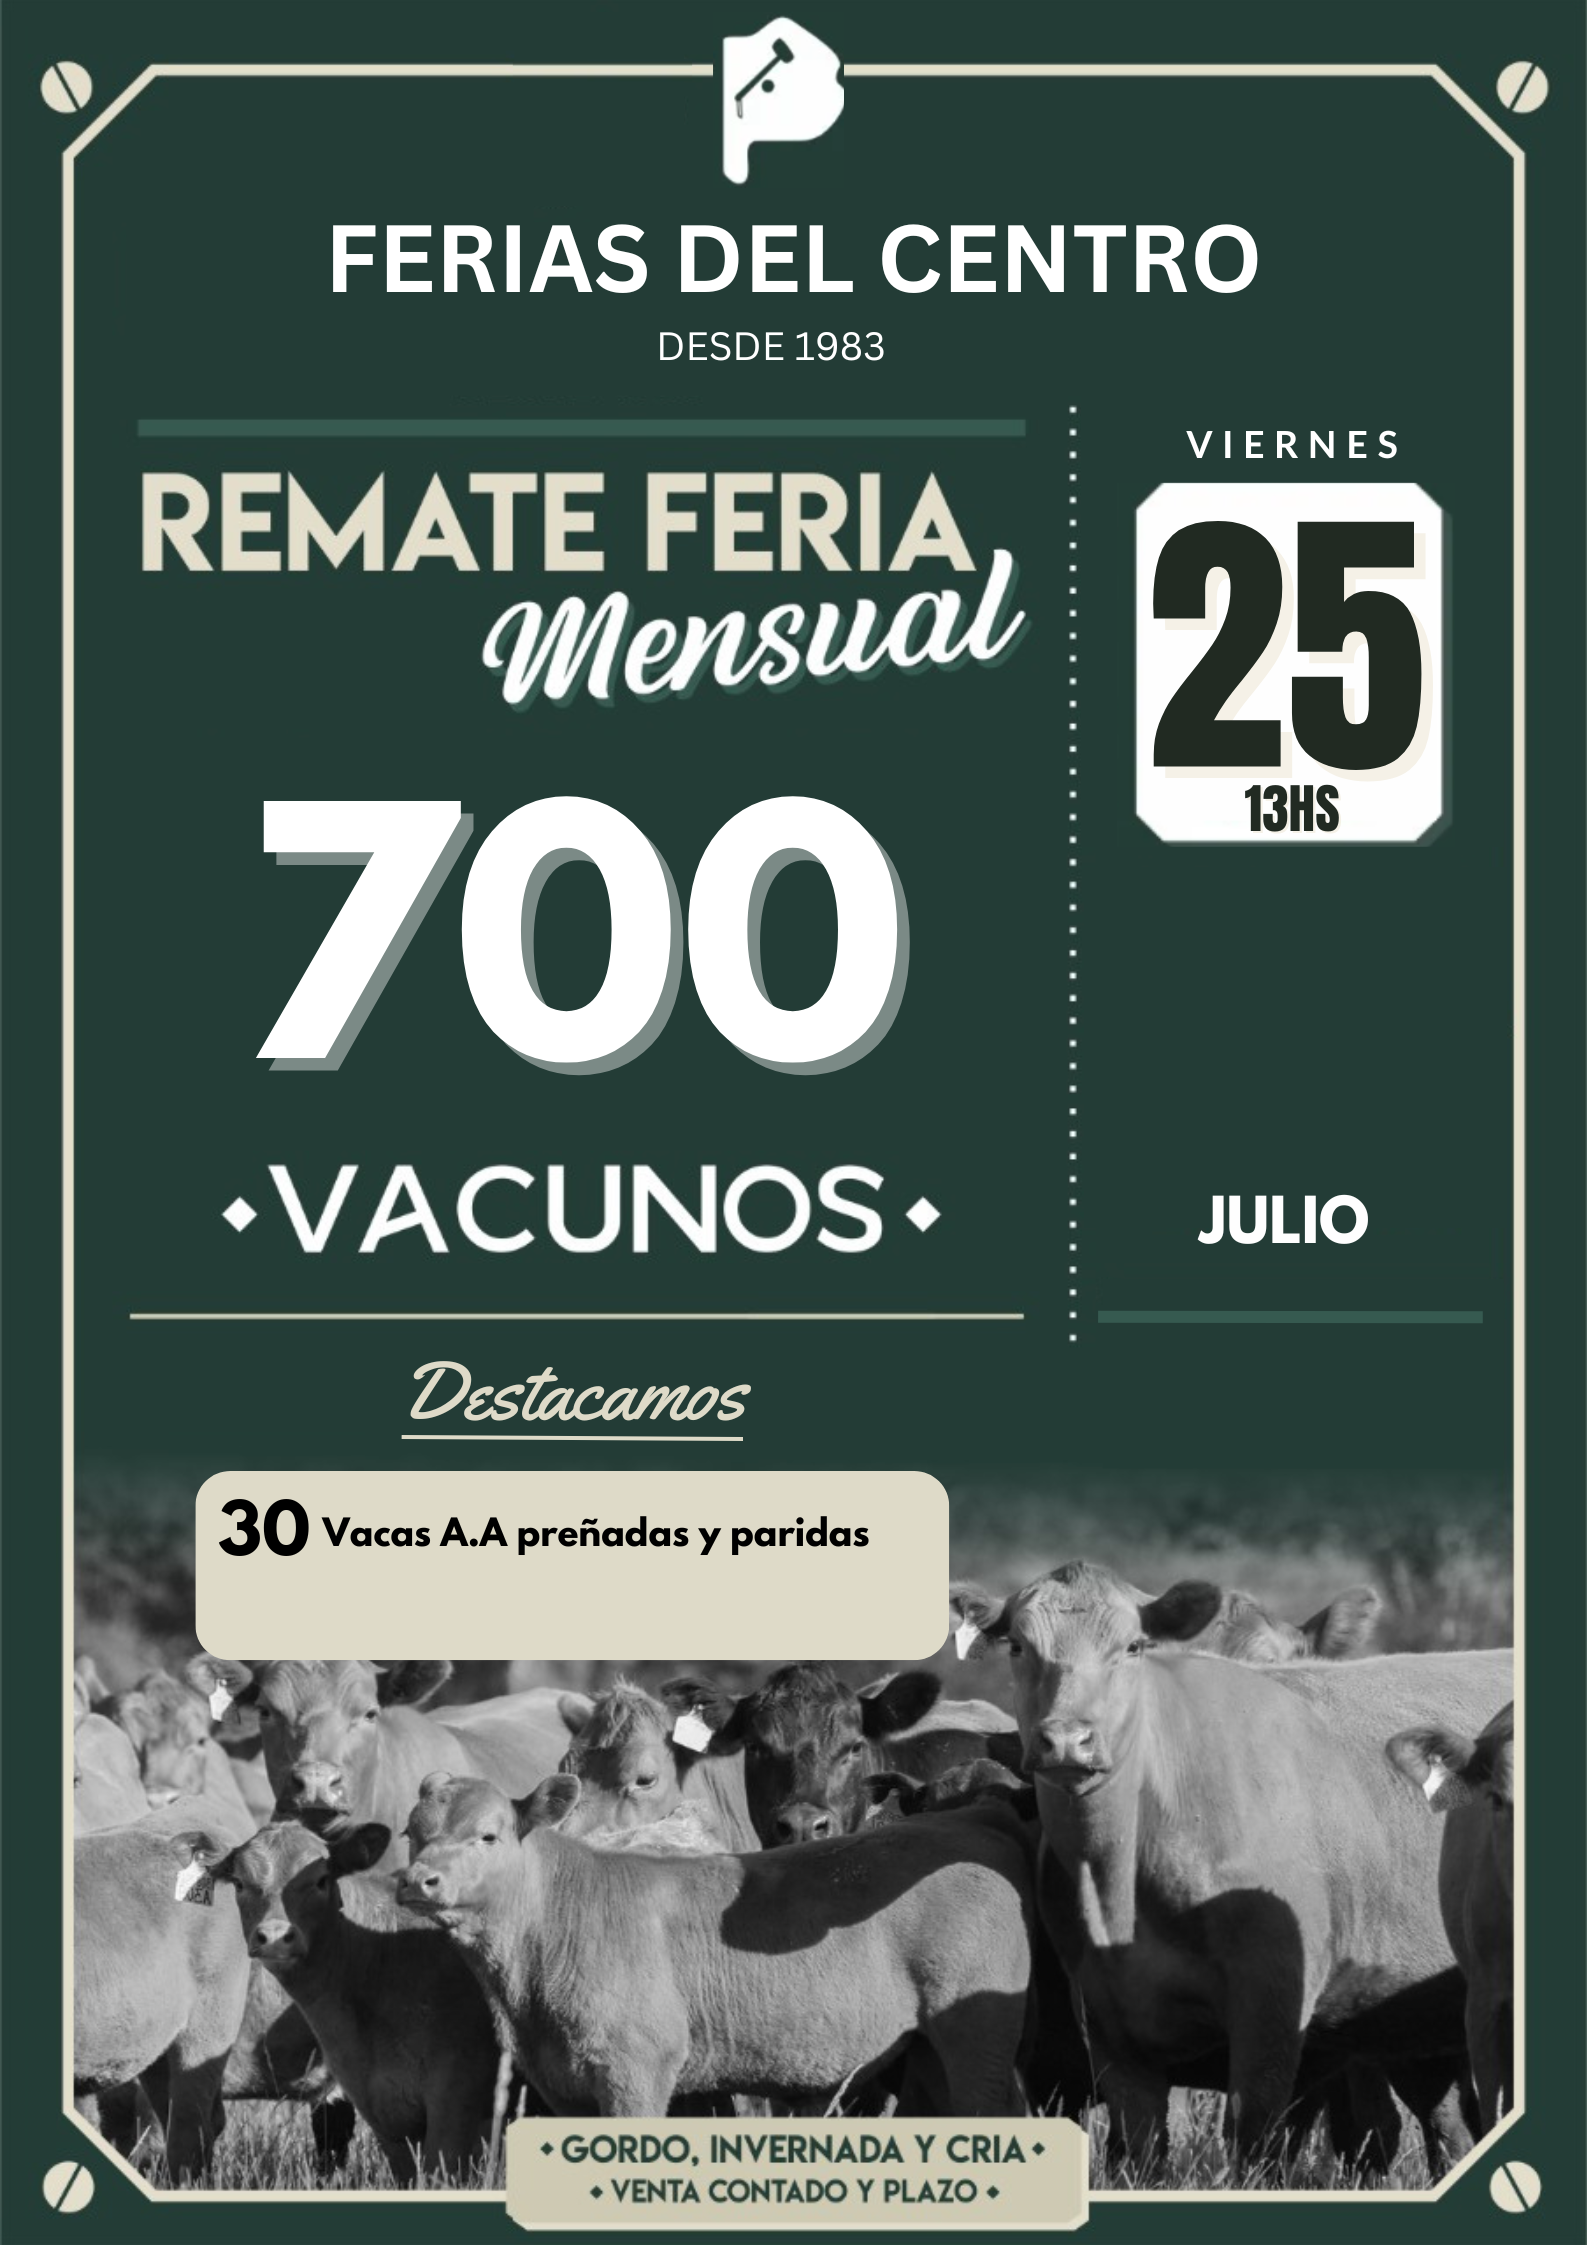 FERIAS DEL CENTRO
DESDE 1983
REMATE FERIA
Mensual
700
VACUNOS
VIERNES
25
13HS
JULIO
Destacamos
30 Vacas A.A preñadas y paridas
GORDO, INVERNADA Y CRIA
VENTA CONTADO Y PLAZO